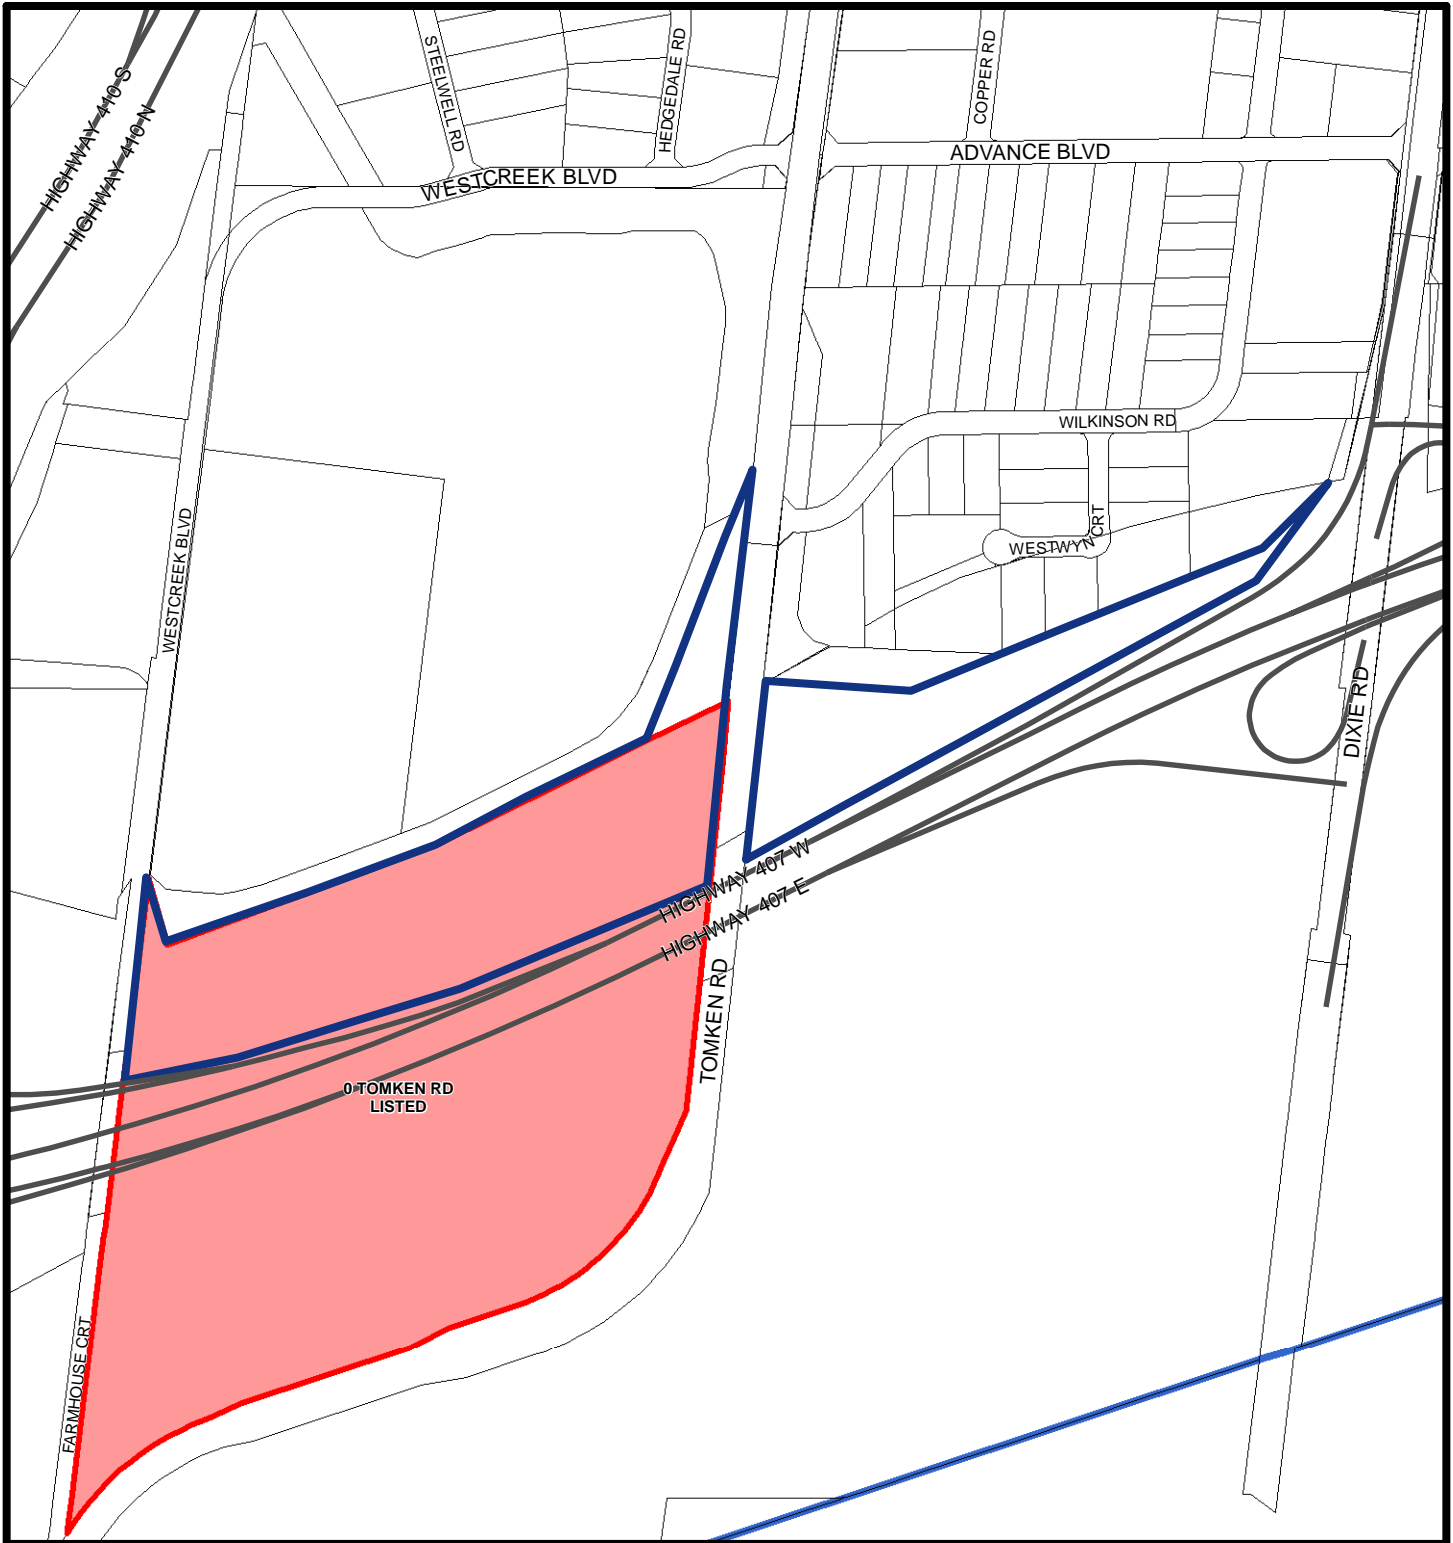 STEELWELL RD
HEDGEDALE RD
COPPER RD
HIGHWAY 410 S
HIGHWAY 410 N
ADVANCE BLVD
WESTCREEK BLVD
WILKINSON RD
WESTWYN CRT
WESTCREEK BLVD
DIXIE RD
HIGHWAY 407 W
HIGHWAY 407 E
TOMKEN RD
0 TOMKEN RD
LISTED
FARMHOUSE CRT